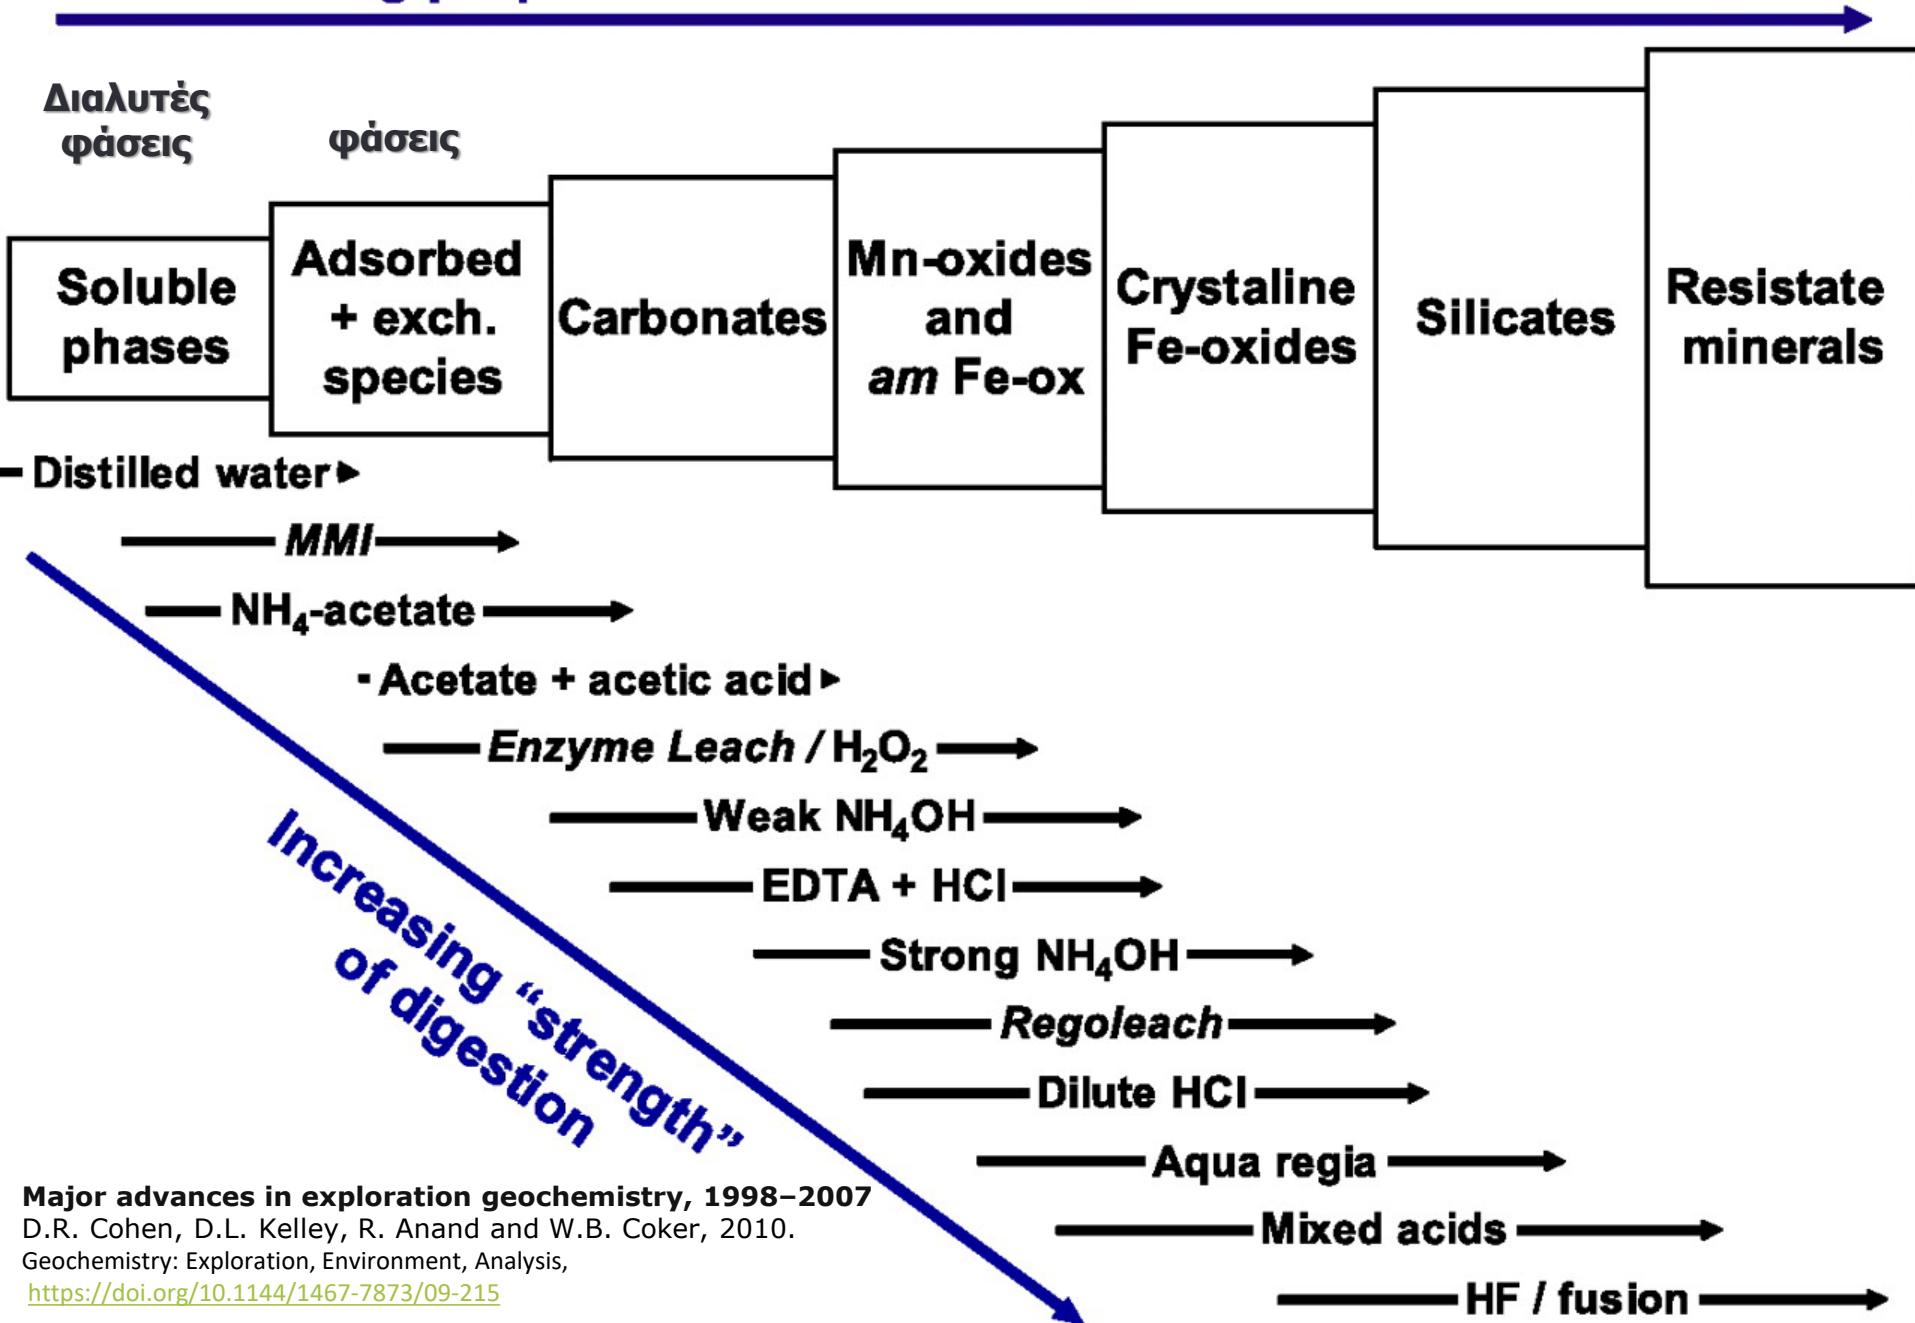 Διαλυτές
φάσεις
φάσεις
Soluble
phases
Adsorbed
+ exch.
species
Carbonates
Mn-oxides
and
am Fe-ox
Crystaline
Fe-oxides
Silicates
Resistate
minerals
Distilled water
MMI
NH₄-acetate
Acetate + acetic acid
Enzyme Leach / H₂O₂
Weak NH₄OH
EDTA + HCl
Strong NH₄OH
Regoleach
Dilute HCl
Aqua regia
Mixed acids
HF / fusion
Increasing “strength”
of digestion
Major advances in exploration geochemistry, 1998–2007
D.R. Cohen, D.L. Kelley, R. Anand and W.B. Coker, 2010.
Geochemistry: Exploration, Environment, Analysis,
https://doi.org/10.1144/1467-7873/09-215